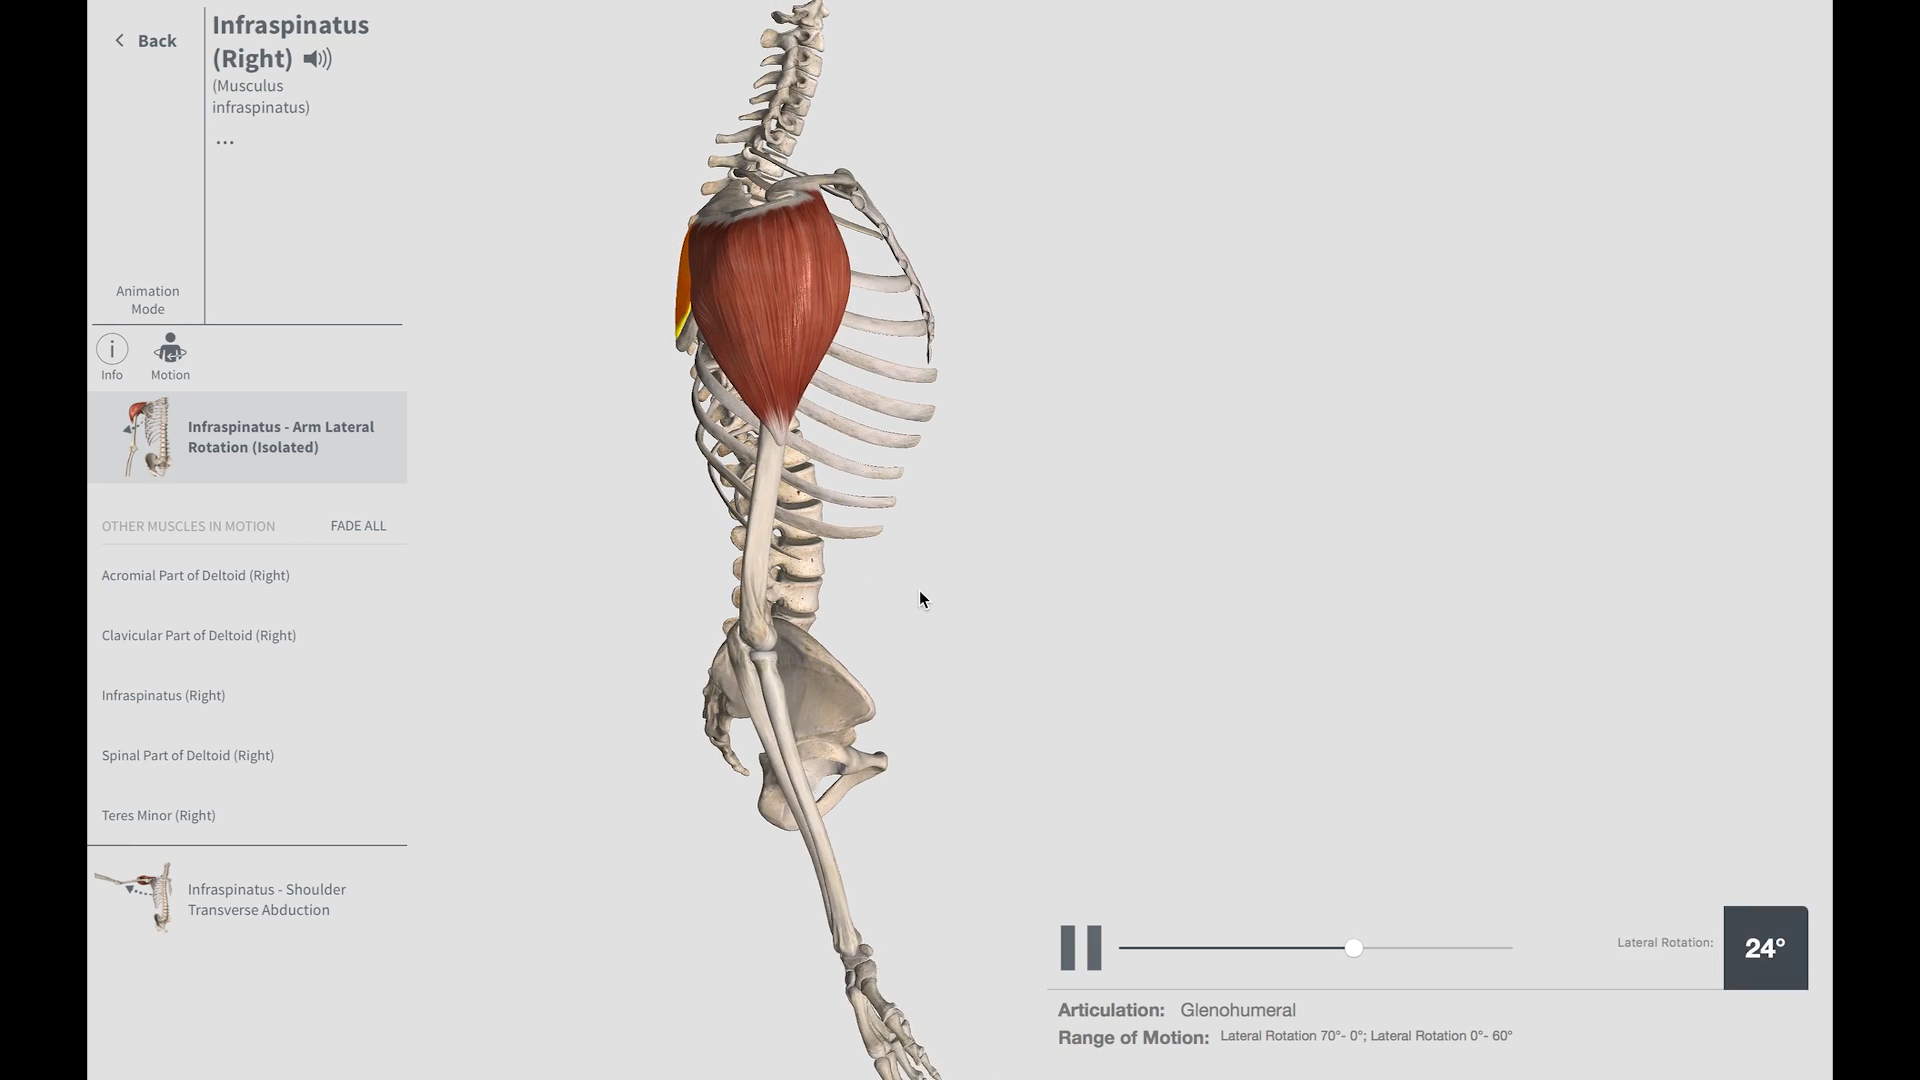 Back
Infraspinatus
(Right)
(Musculus
infraspinatus)
...
Animation
Mode
Info
Motion
Infraspinatus - Arm Lateral
Rotation (Isolated)
OTHER MUSCLES IN MOTION FADE ALL
Acromial Part of Deltoid (Right)
Clavicular Part of Deltoid (Right)
Infraspinatus (Right)
Spinal Part of Deltoid (Right)
Teres Minor (Right)
Infraspinatus - Shoulder
Transverse Abduction
Lateral Rotation: 24°
Articulation: Glenohumeral
Range of Motion: Lateral Rotation 70°- 0°; Lateral Rotation 0°- 60°